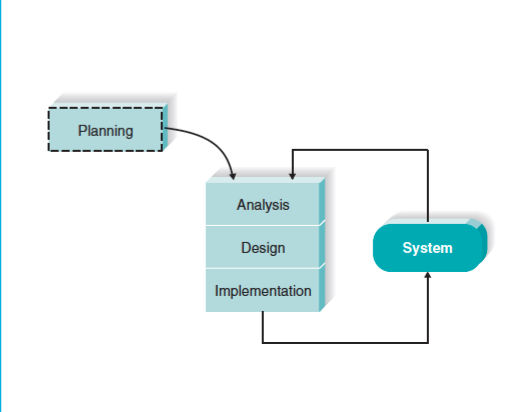 Planning
Analysis
Design
System
Implementation